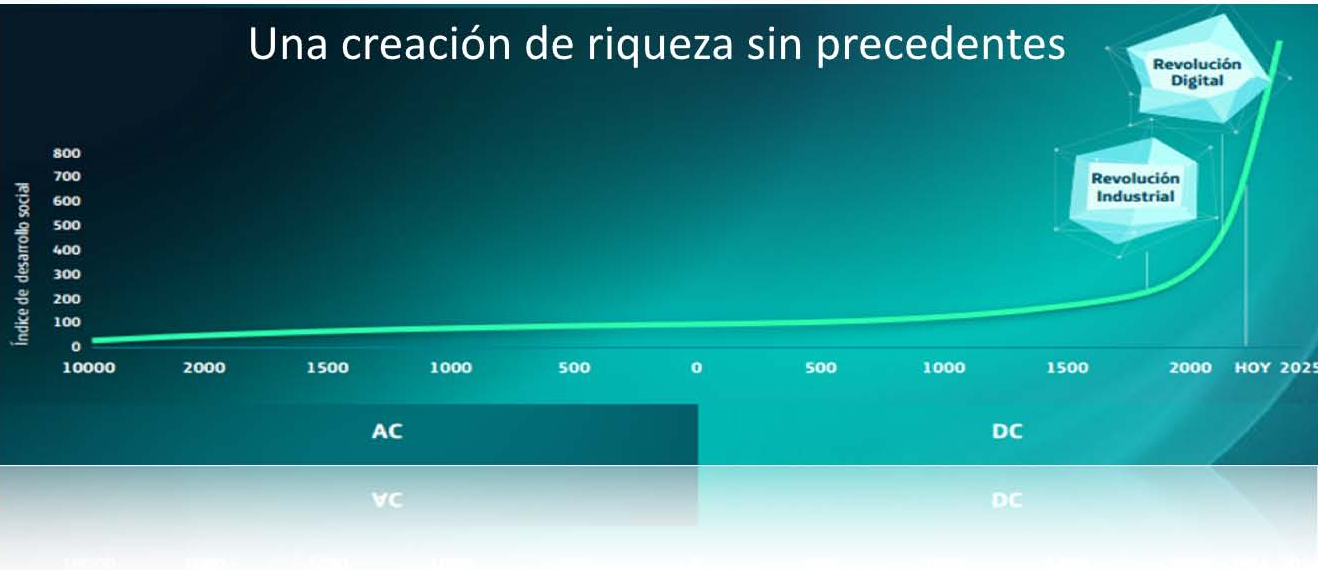 Una creación de riqueza sin precedentes
Revolución
Digital
Revolución
Industrial
Índice de desarrollo social
800
700
600
500
400
300
200
100
0
10000 2000 1500 1000 500 0 500 1000 1500 2000 HOY 2025
AC DC
AC DC